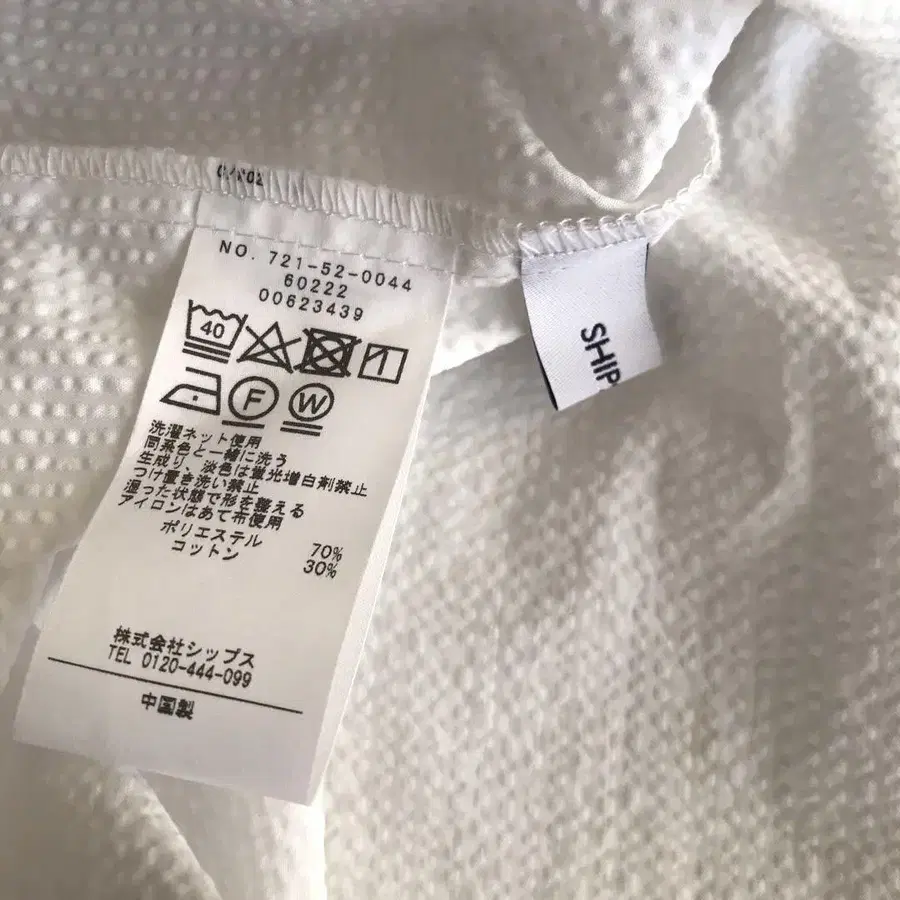 NO. 721-52-0044
60222
00623439
40
F
W
洗濯ネット使用
同系色と一緒に洗う
生成り、淡色は蛍光増白剤禁止
つけ置き洗い禁止
湿った状態で形を整える
アイロンはあて布使用
ポリエステル 70%
コットン 30%
株式会社シップス
TEL 0120-444-099
中国製